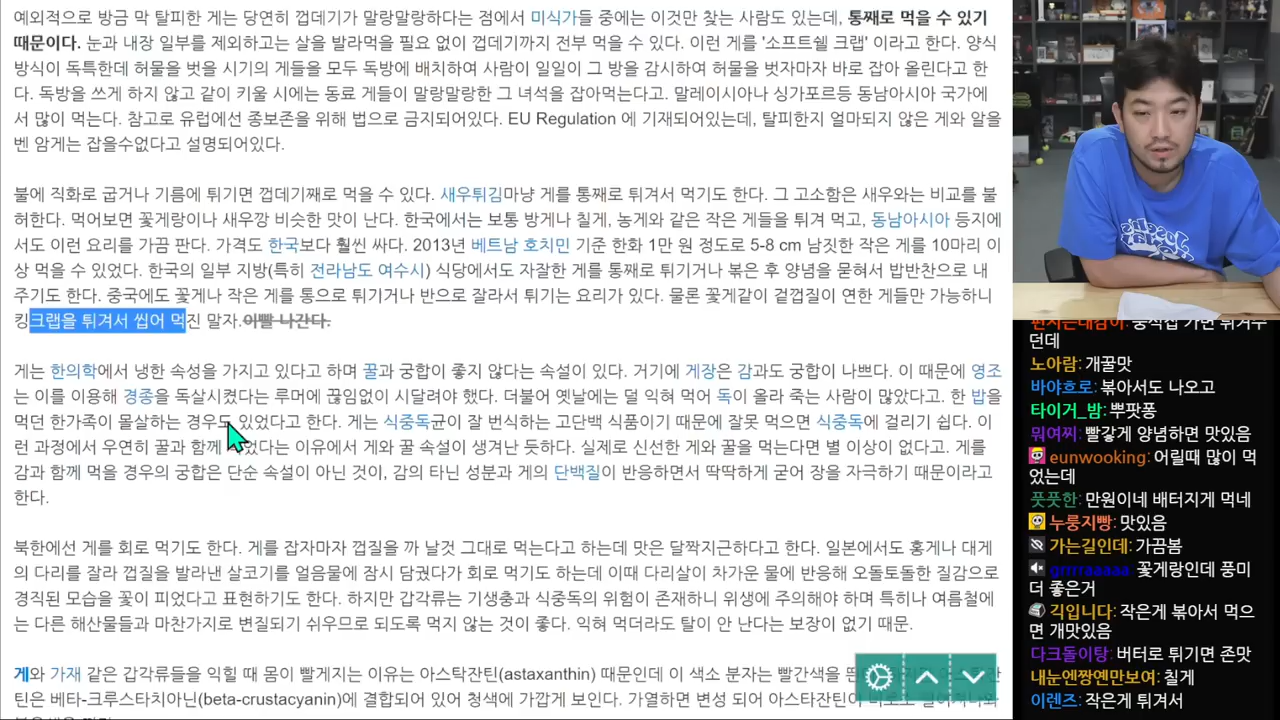 예외적으로 방금 막 탈피한 게는 당연히 껍데기가 말랑말랑하다는 점에서 미식가들 중에는 이것만 찾는 사람도 있는데, 통째로 먹을 수 있기
때문이다. 눈과 내장 일부를 제외하고는 살을 발라먹을 필요 없이 껍데기까지 전부 먹을 수 있다. 이런 게를 '소프트쉘 크랩' 이라고 한다. 양식
방식이 독특한데 허물을 벗을 시기의 게들을 모두 독방에 배치하여 사람이 일일이 그 방을 감시하여 허물을 벗자마자 바로 잡아 올린다고 한
다. 독방을 쓰게 하지 않고 같이 키울 시에는 동료 게들이 말랑말랑한 그 녀석을 잡아먹는다고. 말레이시아나 싱가포르등 동남아시아 국가에
서 많이 먹는다. 참고로 유럽에선 종보존을 위해 법으로 금지되어있다. EU Regulation 에 기재되어있는데, 탈피한지 얼마되지 않은 게와 알을
벤 암게는 잡을수없다고 설명되어있다.
불에 직화로 굽거나 기름에 튀기면 껍데기째로 먹을 수 있다. 새우튀김마냥 게를 통째로 튀겨서 먹기도 한다. 그 고소함은 새우와는 비교를 불
허한다. 먹어보면 꽃게랑이나 새우깡 비슷한 맛이 난다. 한국에서는 보통 방게나 칠게, 농게와 같은 작은 게들을 튀겨 먹고, 동남아시아 등지에
서도 이런 요리를 가끔 판다. 가격도 한국보다 훨씬 싸다. 2013년 베트남 호치민 기준 한화 1만 원 정도로 5-8 cm 남짓한 작은 게를 10마리 이
상 먹을 수 있었다. 한국의 일부 지방(특히 전라남도 여수시) 식당에서도 자잘한 게를 통째로 튀기거나 볶은 후 양념을 묻혀서 밥반찬으로 내
주기도 한다. 중국에도 꽃게나 작은 게를 통으로 튀기거나 반으로 잘라서 튀기는 요리가 있다. 물론 꽃게같이 겉껍질이 연한 게들만 가능하니
킹크랩을 튀겨서 씹어 먹진 말자.이빨 나간다.
게는 한의학에서 냉한 속성을 가지고 있다고 하며 꿀과 궁합이 좋지 않다는 속설이 있다. 거기에 게장은 감과도 궁합이 나쁘다. 이 때문에 영조
는 이를 이용해 경종을 독살시켰다는 루머에 끊임없이 시달려야 했다. 더불어 옛날에는 덜 익혀 먹어 독이 올라 죽는 사람이 많았다고. 한 밥을
먹던 한가족이 몰살하는 경우도 있었다고 한다. 게는 식중독균이 잘 번식하는 고단백 식품이기 때문에 잘못 먹으면 식중독에 걸리기 쉽다. 이
런 과정에서 우연히 꿀과 함께 었다는 이유에 게와 꿀 속설이 생겨난 듯하다. 실제로 신선한 게와 꿀을 먹는다면 별 이상이 없다고. 게를
감과 함께 먹을 경우의 궁합은 단순 속설이 아닌 것이, 감의 타닌 성분과 게의 단백질이 반응하면서 딱딱하게 굳어 장을 자극하기 때문이라고
한다.
북한에선 게를 회로 먹기도 한다. 게를 잡자마자 껍질을 까 날것 그대로 먹는다고 하는데 맛은 달짝지근하다고 한다. 일본에서도 홍게나 대게
의 다리를 잘라 껍질을 발라낸 살코기를 얼음물에 잠시 담궜다가 회로 먹기도 하는데 이때 다리살이 차가운 물에 반응해 오돌토돌한 질감으로
경직된 모습을 꽃이 피었다고 표현하기도 한다. 하지만 갑각류는 기생충과 식중독의 위험이 존재하니 위생에 주의해야 하며 특히나 여름철에
는 다른 해산물들과 마찬가지로 변질되기 쉬우므로 되도록 먹지 않는 것이 좋다. 익혀 먹더라도 탈이 안 난다는 보장이 없기 때문.
게와 가재 같은 갑각류들을 익힐 때 몸이 빨게지는 이유는 아스타잔틴(astaxanthin) 때문인데 이 색소 분자는 빨간색을
틴은 베타-크루스타치아닌(beta-crustacyanin)와 결합되어 있어 청색에 가깝게 보인다. 가열하면 변성 되어 아스타잔틴이
편지는대감이: 중식집 가면 튀겨주
던데
노아람: 개꿀맛
바야흐로: 볶아서도 나오고
타이거_밤: 뿌팟퐁
뭐여찌: 빨갛게 양념하면 맛있음
eunwooking: 어릴때 많이 먹
었는데
풋풋한: 만원이네 배터지게 먹네
누룽지빵: 맛있음
가는길인데: 가끔봄
grrrraaaaa: 꽃게랑인데 풍미
더 좋은거
긱입니다: 작은게 볶아서 먹으
면 개맛있음
다크돌이탕: 버터로 튀기면 존맛
내눈엔짱옌만보여: 칠게
이렌즈: 작은게 튀겨서